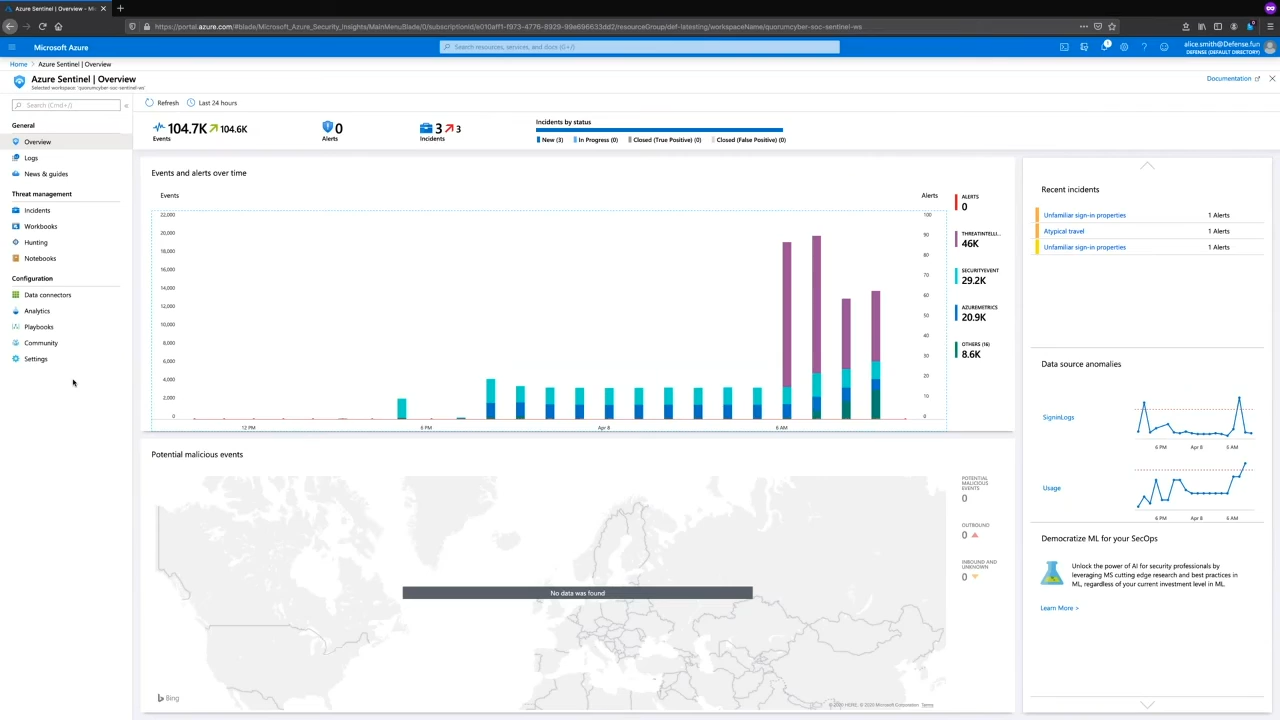 Azure Sentinel | Overview - Mi
https://portal.azure.com/#blade/Microsoft_Azure_Security_Insights/MainMenuBlade/0/subscriptionId/e010aff1-f973-4776-8929-99e696633dd2/resourceGroup/def-latesting/workspaceName/quorumcyber-soc-sentinel-ws
Microsoft Azure
Search resources, services, and docs (G+/)
1
alice.smith@Defense.fun
DEFENSE (DEFAULT DIRECTORY)
Home > Azure Sentinel | Overview
Azure Sentinel | Overview
Selected workspace: 'quorumcyber-soc-sentinel-ws'
Documentation
Search (Cmd+/)
«
Refresh
Last 24 hours
General
Overview
Logs
News & guides
Threat management
Incidents
Workbooks
Hunting
Notebooks
Configuration
Data connectors
Analytics
Playbooks
Community
Settings
104.7K 104.6K
Events
0
Alerts
3 3
Incidents
Incidents by status
New (3) In Progress (0) Closed (True Positive) (0) Closed (False Positive) (0)
Events and alerts over time
Events
Alerts
22,000
20,000
18,000
16,000
14,000
12,000
10,000
8,000
6,000
4,000
2,000
0
100
90
80
70
60
50
40
30
20
10
0
12 PM 6 PM Apr 8 6 AM
ALERTS
0
THREATINTELLI...
46K
SECURITYEVENT
29.2K
AZUREMETRICS
20.9K
OTHERS (16)
8.6K
Potential malicious events
No data was found
Bing
© 2020 HERE, © 2020 Microsoft Corporation Terms
POTENTIAL
MALICIOUS
EVENTS
0
OUTBOUND
0
INBOUND AND
UNKNOWN
0
Recent incidents
Unfamiliar sign-in properties 1 Alerts
Atypical travel 1 Alerts
Unfamiliar sign-in properties 1 Alerts
Data source anomalies
SigninLogs
6 PM Apr 8 6 AM
Usage
6 PM Apr 8 6 AM
Democratize ML for your SecOps
Unlock the power of AI for security professionals by
leveraging MS cutting edge research and best practices in
ML, regardless of your current investment level in ML.
Learn More >